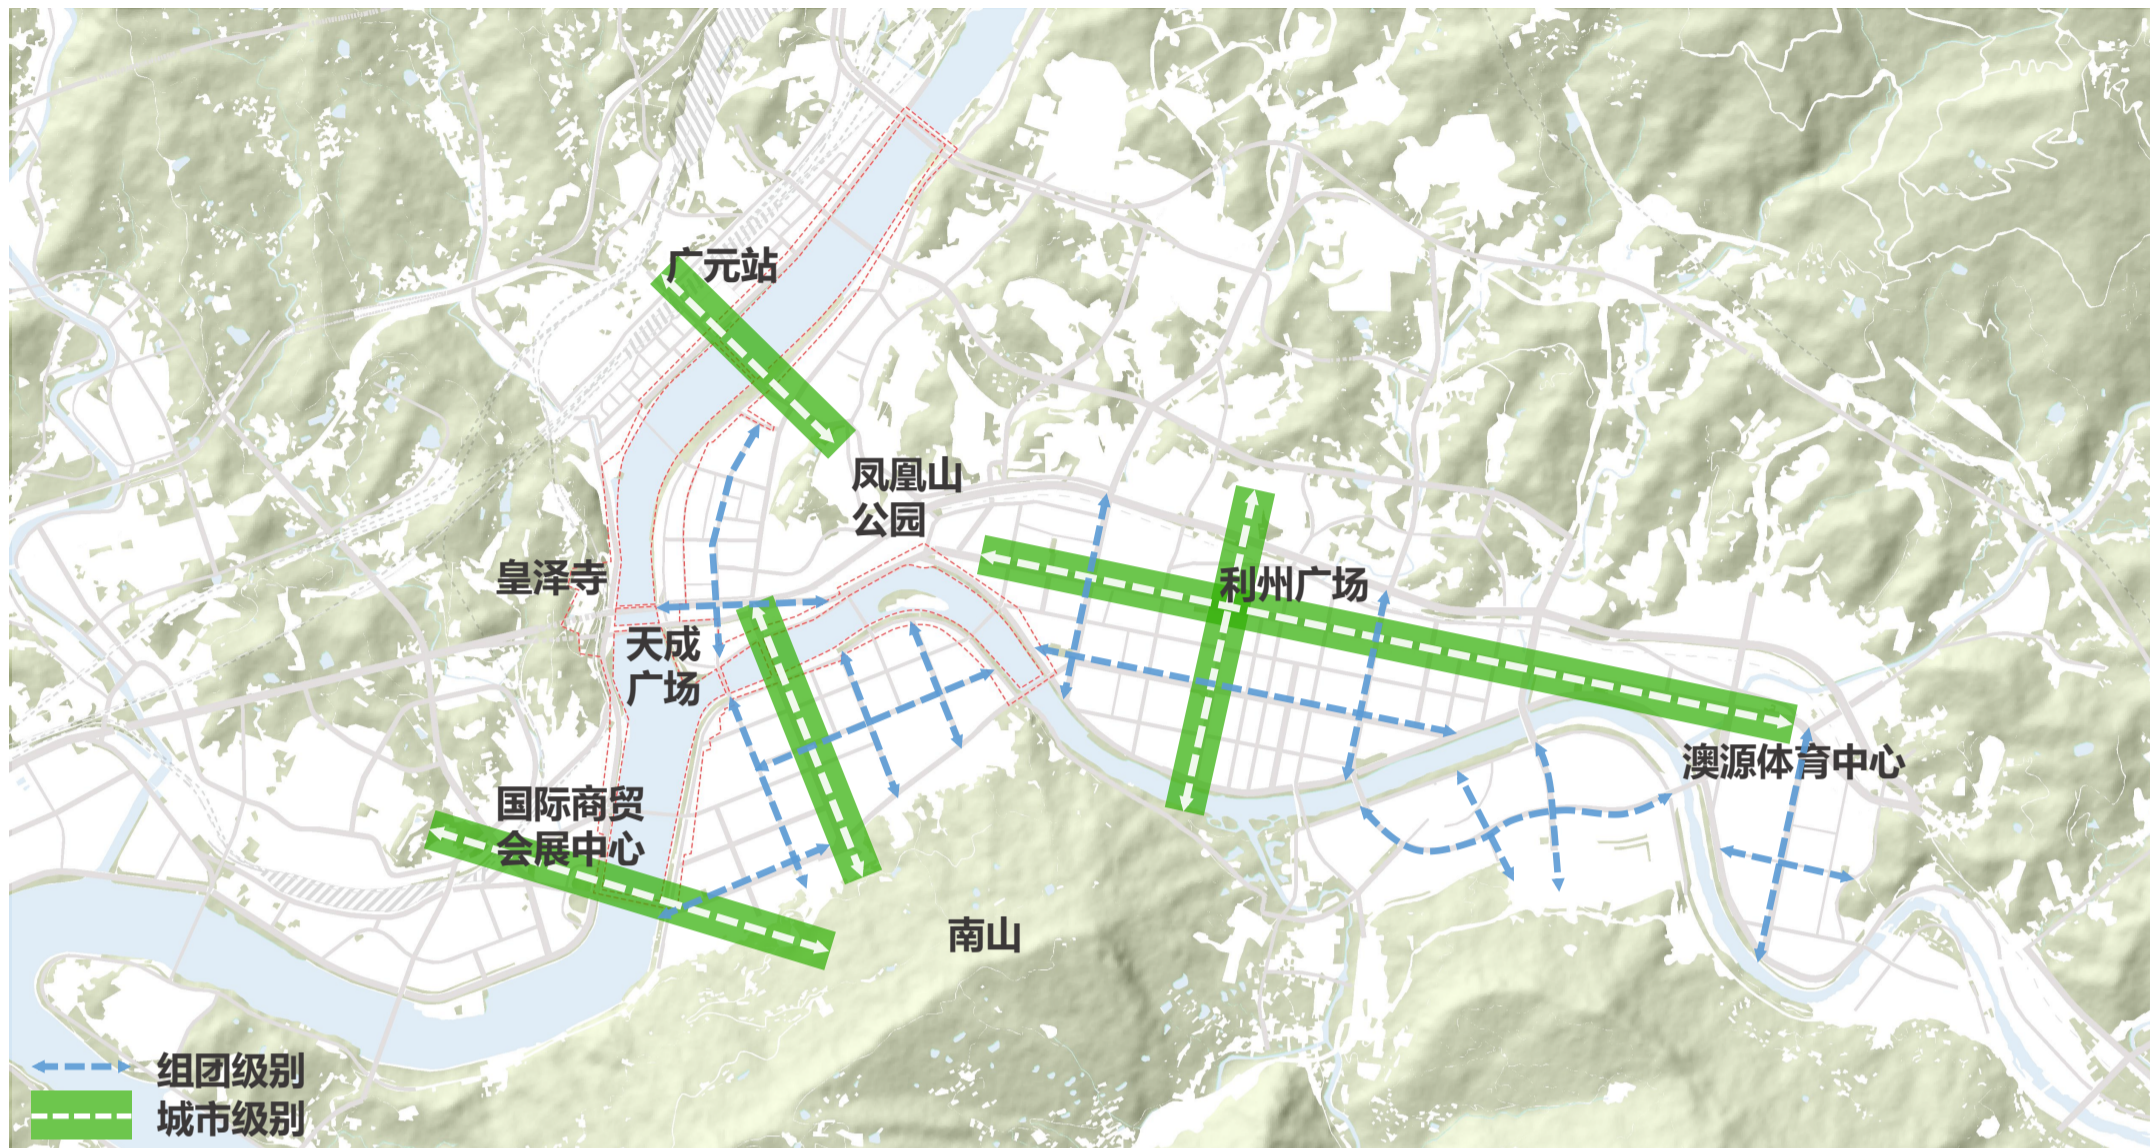 广元站
凤凰山
公园
皇泽寺
利州广场
天成
广场
澳源体育中心
国际商贸
会展中心
南山
组团级别
城市级别